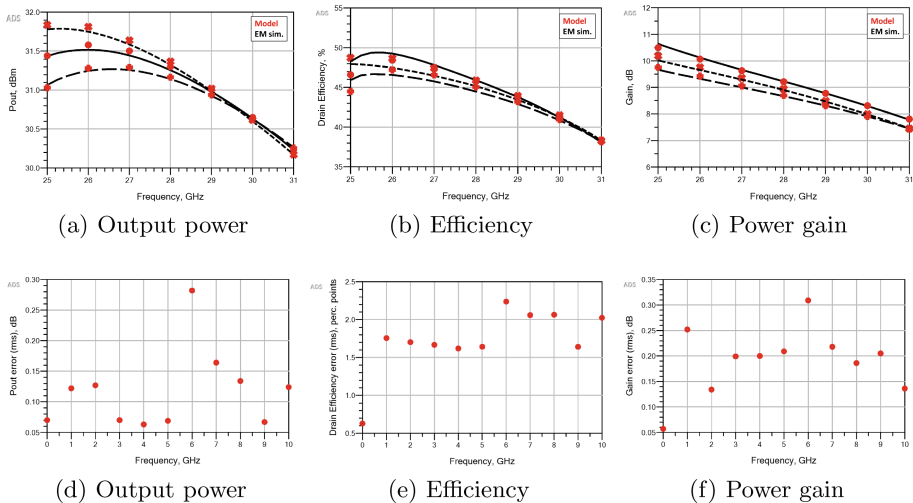 ADS
Model
EM sim.
Pout, dBm
32.0
31.5
31.0
30.5
30.0
25 26 27 28 29 30 31
Frequency, GHz
(a) Output power
ADS
Model
EM sim.
Drain Efficiency, %
55
50
45
40
35
25 26 27 28 29 30 31
Frequency, GHz
(b) Efficiency
ADS
Model
EM sim.
Gain, dB
12
11
10
9
8
7
6
25 26 27 28 29 30 31
Frequency, GHz
(c) Power gain
ADS
Pout error (rms), dB
0.30
0.25
0.20
0.15
0.10
0.05
0 1 2 3 4 5 6 7 8 9 10
Frequency, GHz
(d) Output power
ADS
Drain Efficiency error (rms), perc. points
2.5
2.0
1.5
1.0
0.5
0 1 2 3 4 5 6 7 8 9 10
Frequency, GHz
(e) Efficiency
ADS
Gain error (rms), dB
0.35
0.30
0.25
0.20
0.15
0.10
0.05
0 1 2 3 4 5 6 7 8 9 10
Frequency, GHz
(f) Power gain